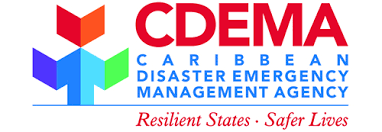 CDEMA
CARIBBEAN
DISASTER EMERGENCY
MANAGEMENT AGENCY
Resilient States · Safer Lives